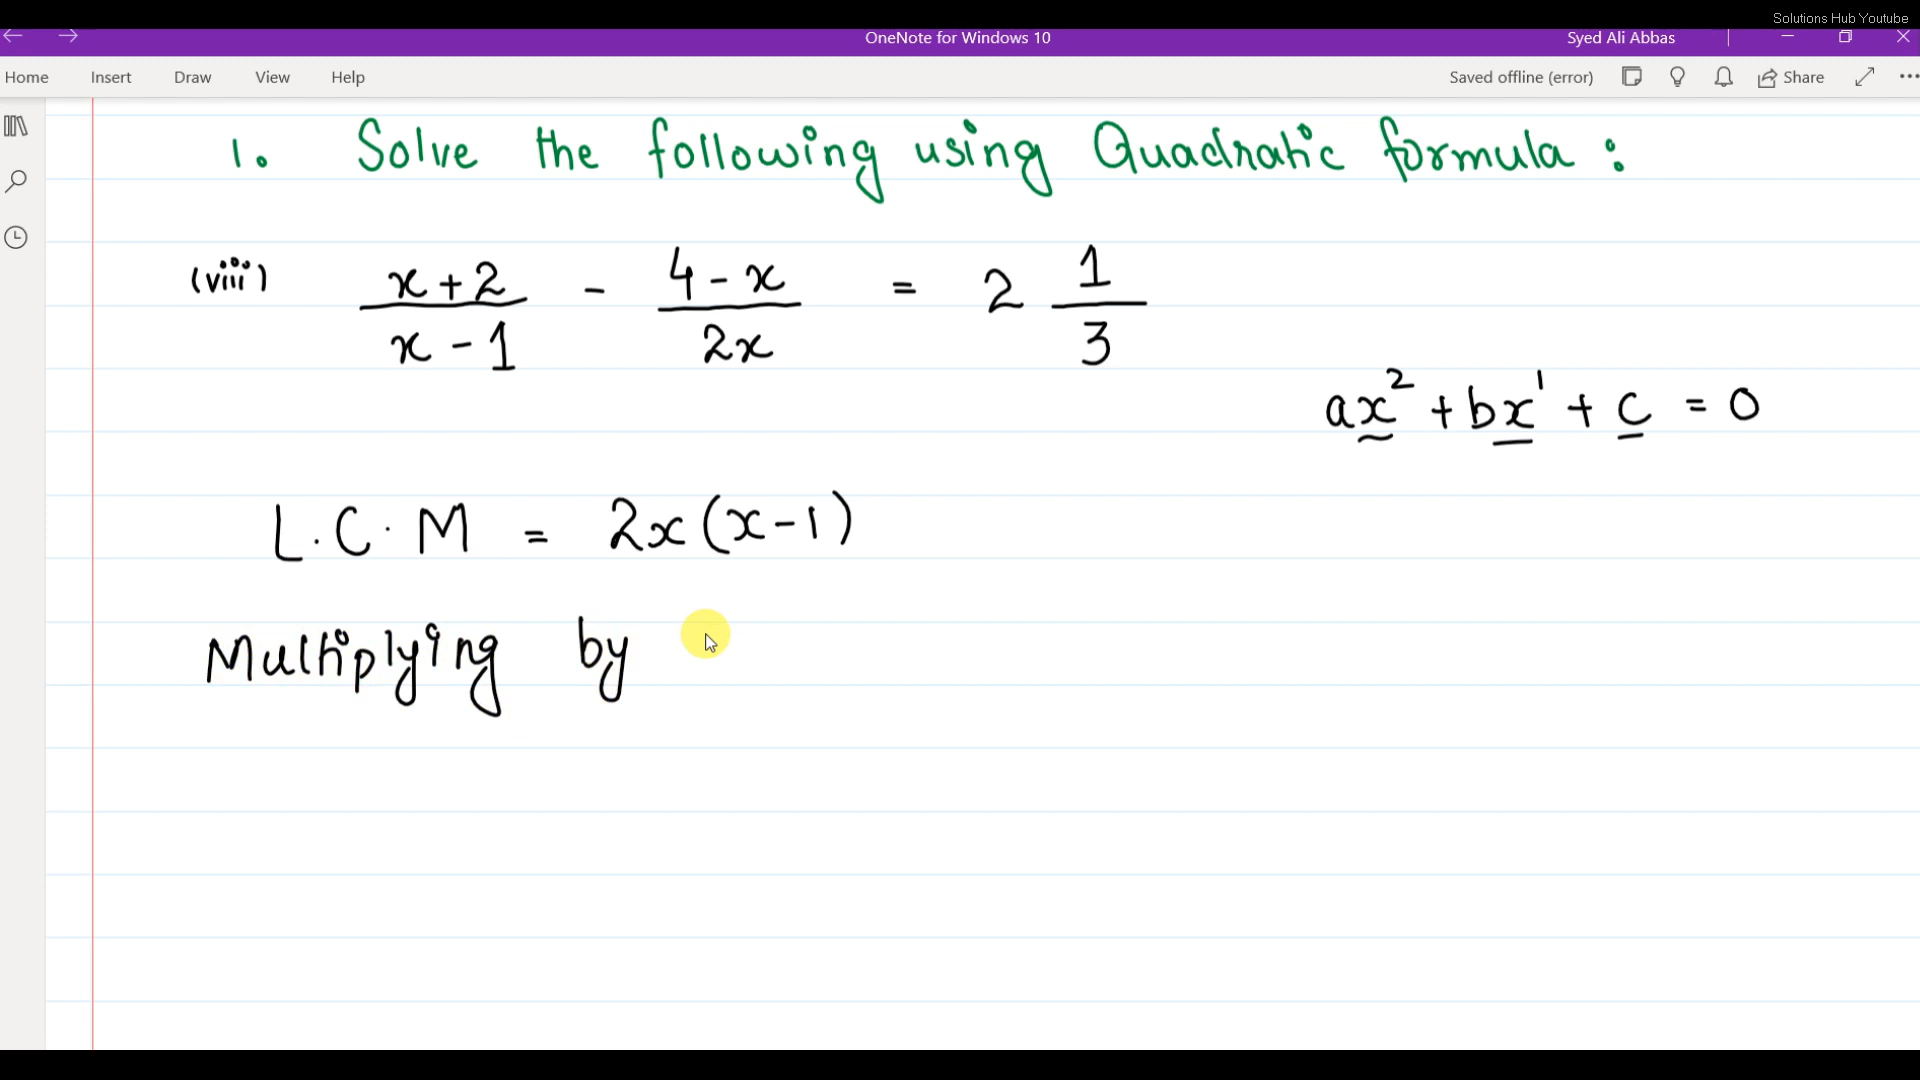 Solutions Hub Youtube
OneNote for Windows 10
Syed Ali Abbas
Home Insert Draw View Help
Saved offline (error) Share
1. Solve the following using Quadratic formula :
(viii) x+2/x-1 - 4-x/2x = 2 1/3
ax² + bx¹ + c = 0
L.C.M = 2x(x-1)
Multiplying by